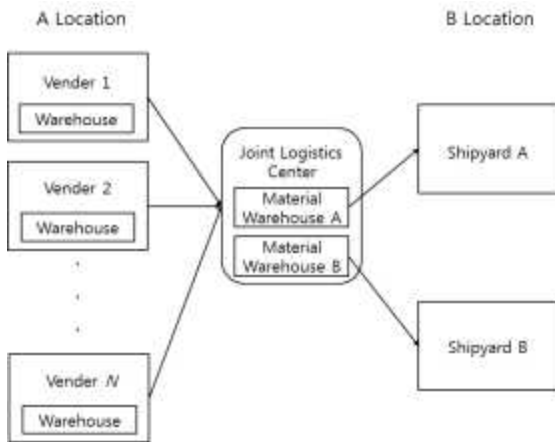 A Location
B Location
Vender 1
Warehouse
Vender 2
Warehouse
.
.
.
Vender N
Warehouse
Joint Logistics
Center
Material
Warehouse A
Material
Warehouse B
Shipyard A
Shipyard B